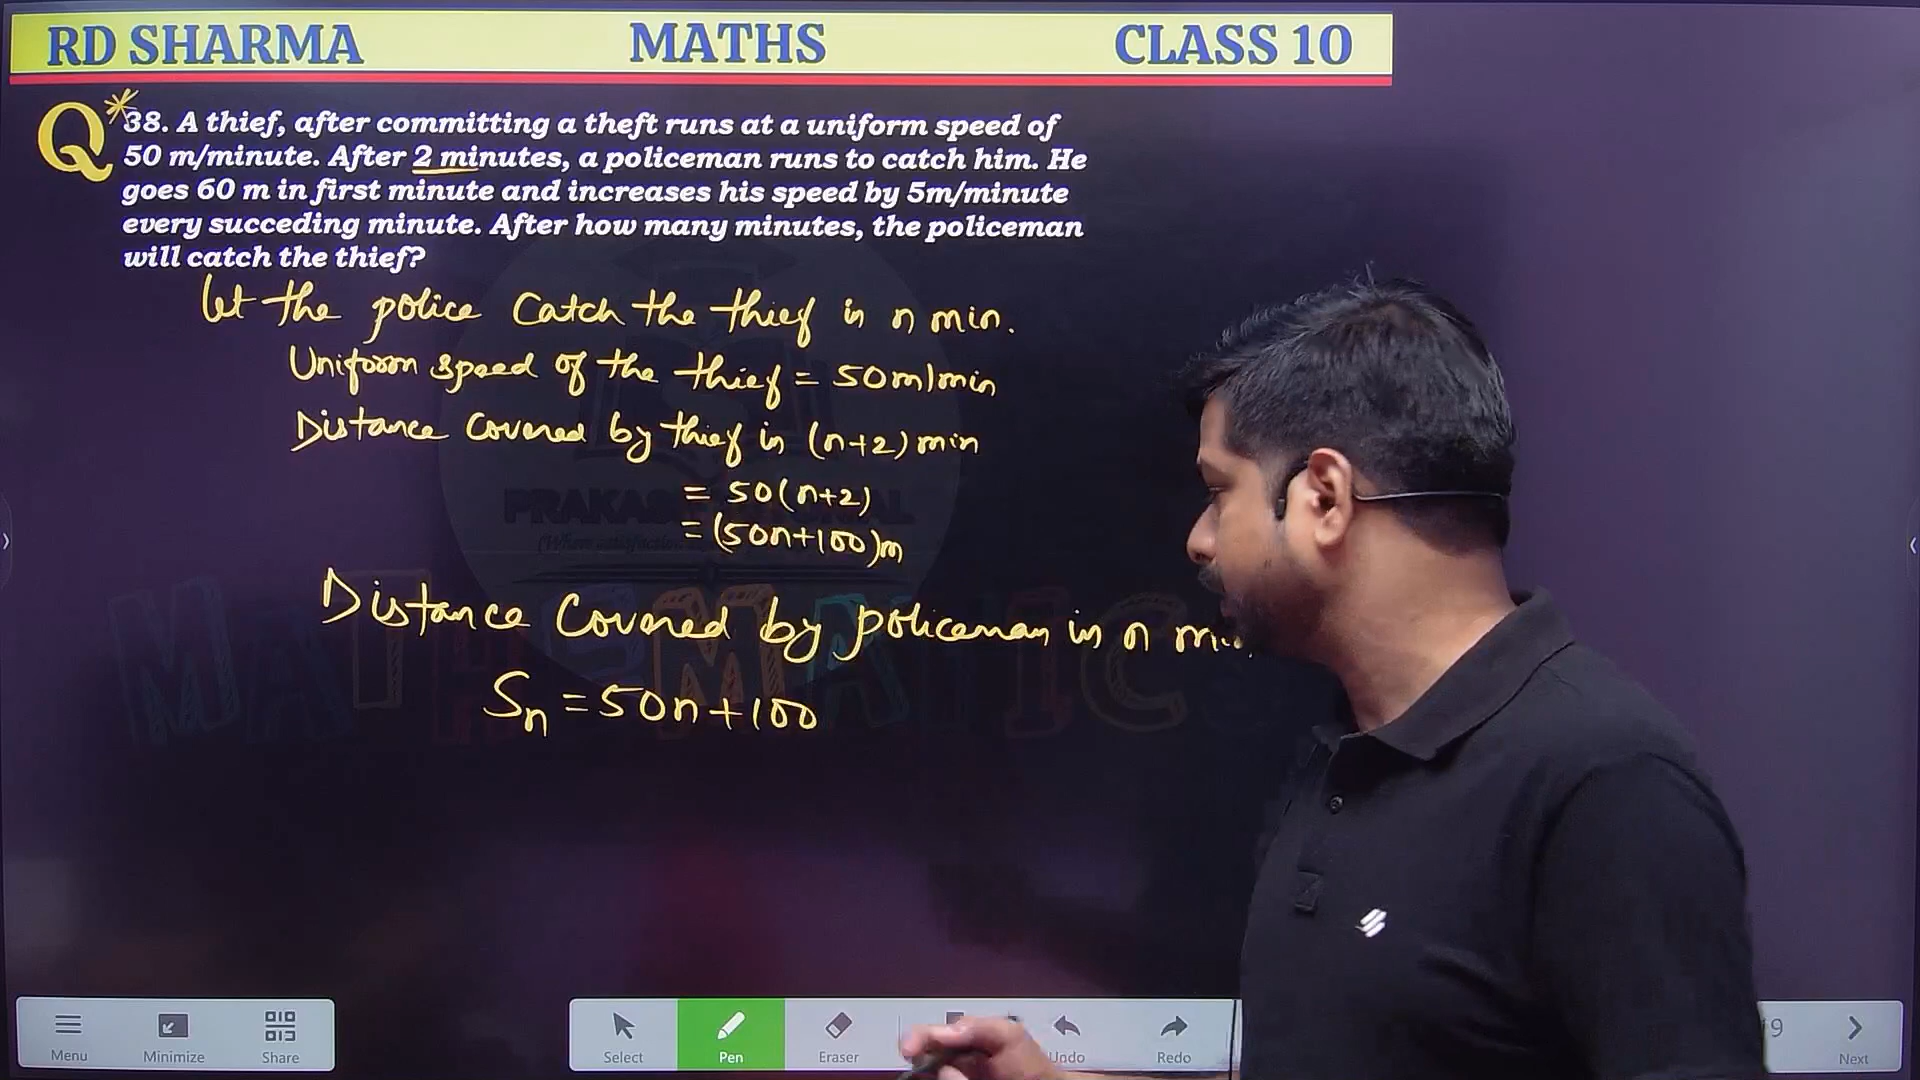 RD SHARMA MATHS CLASS 10
Q*
38. A thief, after committing a theft runs at a uniform speed of
50 m/minute. After 2 minutes, a policeman runs to catch him. He
goes 60 m in first minute and increases his speed by 5m/minute
every succeding minute. After how many minutes, the policeman
will catch the thief?
Let the police Catch the thief in n min.
Uniform speed of the thief = 50m/min
Distance Covered by thief in (n+2) min
= 50(n+2)
= (50n+100)m
Distance Covered by policeman in n min.
Sn = 50n+100
MATHEMATICS
Menu Minimize Share Select Pen Eraser Undo Redo 9 Next